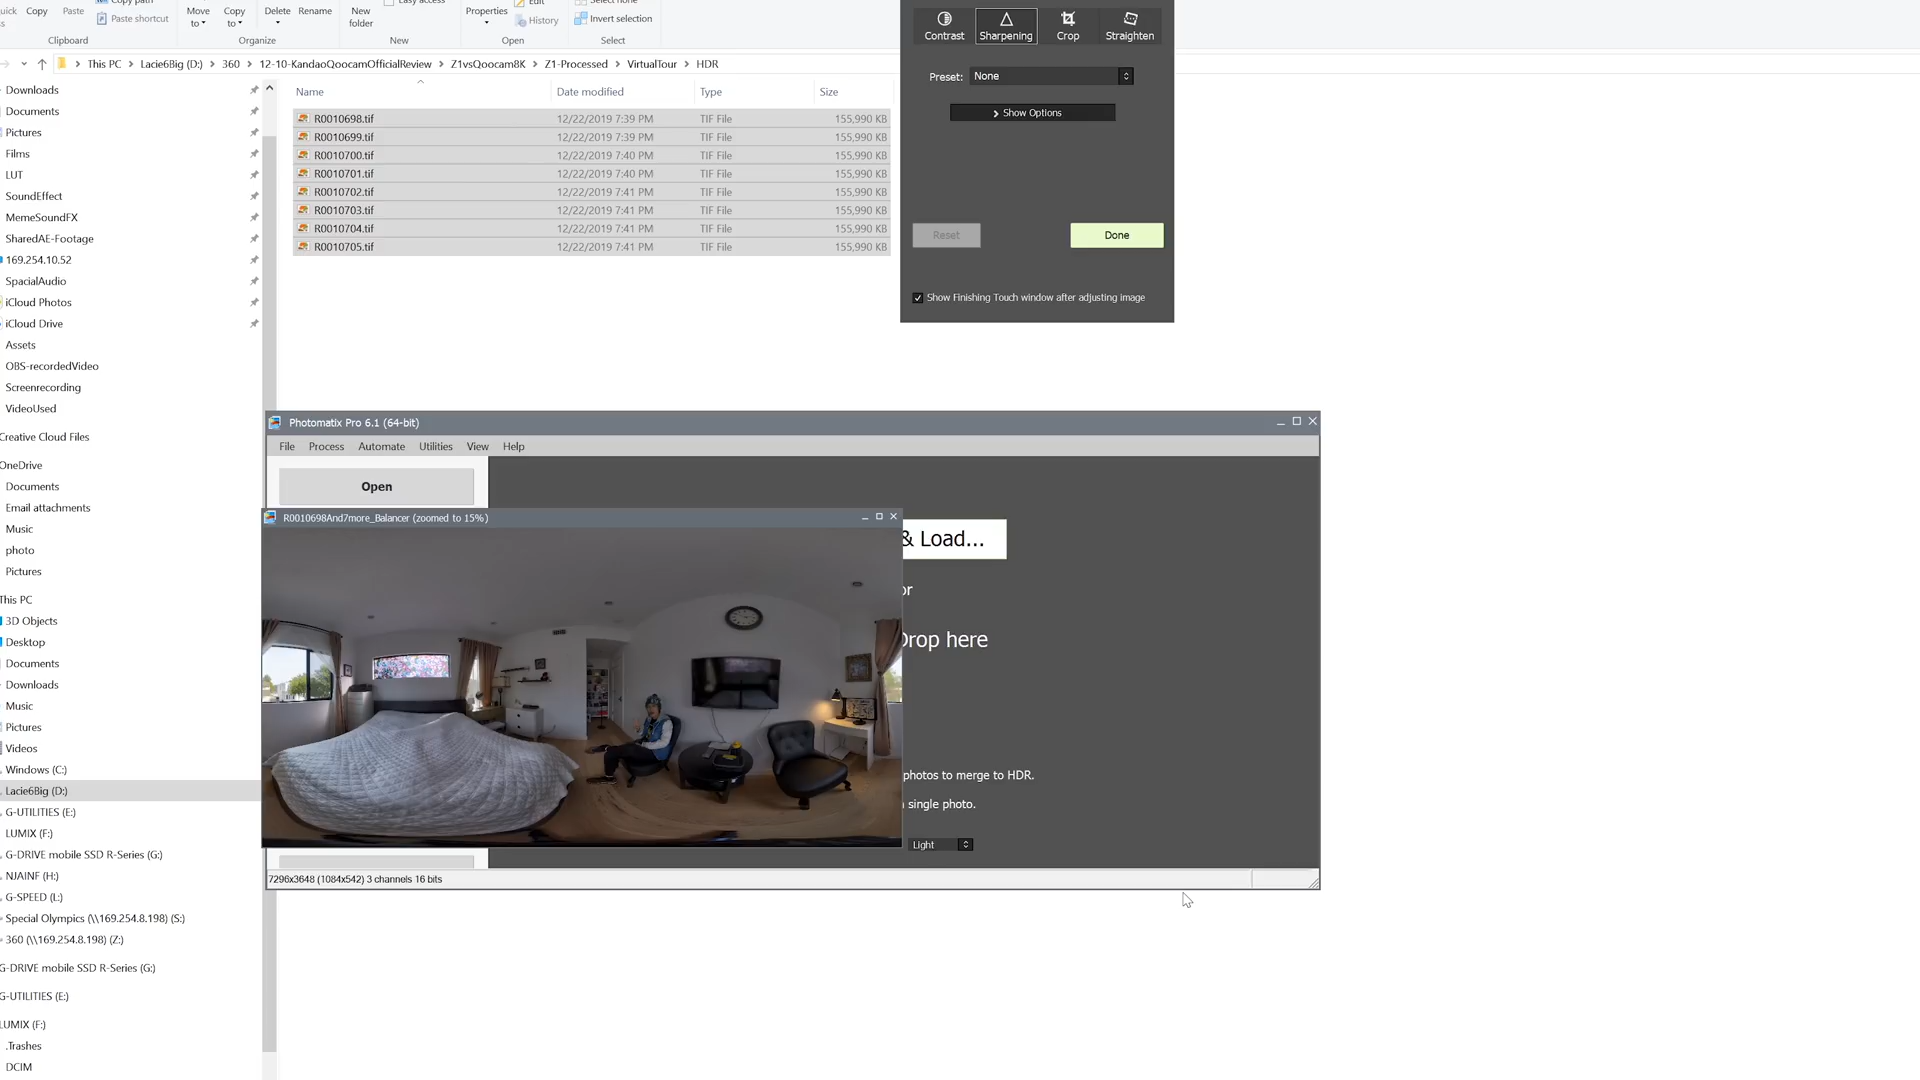 Copy
Paste
Paste shortcut
Move
to
Copy
to
Delete
Rename
New
folder
Properties
Edit
History
Invert selection
Clipboard
Organize
New
Open
Select
This PC > Lacie6Big (D:) > 360 > 12-10-KandaoQoocamOfficialReview > Z1vsQoocam8K > Z1-Processed > VirtualTour > HDR
Name Date modified Type Size
R0010698.tif 12/22/2019 7:39 PM TIF File 155,990 KB
R0010699.tif 12/22/2019 7:39 PM TIF File 155,990 KB
R0010700.tif 12/22/2019 7:40 PM TIF File 155,990 KB
R0010701.tif 12/22/2019 7:40 PM TIF File 155,990 KB
R0010702.tif 12/22/2019 7:41 PM TIF File 155,990 KB
R0010703.tif 12/22/2019 7:41 PM TIF File 155,990 KB
R0010704.tif 12/22/2019 7:41 PM TIF File 155,990 KB
R0010705.tif 12/22/2019 7:41 PM TIF File 155,990 KB
Downloads
Documents
Pictures
Films
LUT
SoundEffect
MemeSoundFX
SharedAE-Footage
169.254.10.52
SpacialAudio
iCloud Photos
iCloud Drive
Assets
OBS-recordedVideo
Screenrecording
VideoUsed
Creative Cloud Files
OneDrive
Documents
Email attachments
Music
photo
Pictures
This PC
3D Objects
Desktop
Documents
Downloads
Music
Pictures
Videos
Windows (C:)
Lacie6Big (D:)
G-UTILITIES (E:)
LUMIX (F:)
G-DRIVE mobile SSD R-Series (G:)
NJAINF (H:)
G-SPEED (L:)
Special Olympics (\\169.254.8.198) (S:)
360 (\\169.254.8.198) (Z:)
G-DRIVE mobile SSD R-Series (G:)
G-UTILITIES (E:)
LUMIX (F:)
.Trashes
DCIM
Contrast Sharpening Crop Straighten
Preset: None
Show Options
Reset Done
Show Finishing Touch window after adjusting image
Photomatix Pro 6.1 (64-bit)
File Process Automate Utilities View Help
Open
R0010698And7more_Balancer (zoomed to 15%)
& Load...
or
Drop here
photos to merge to HDR.
single photo.
Light
7296x3648 (1084x542) 3 channels 16 bits